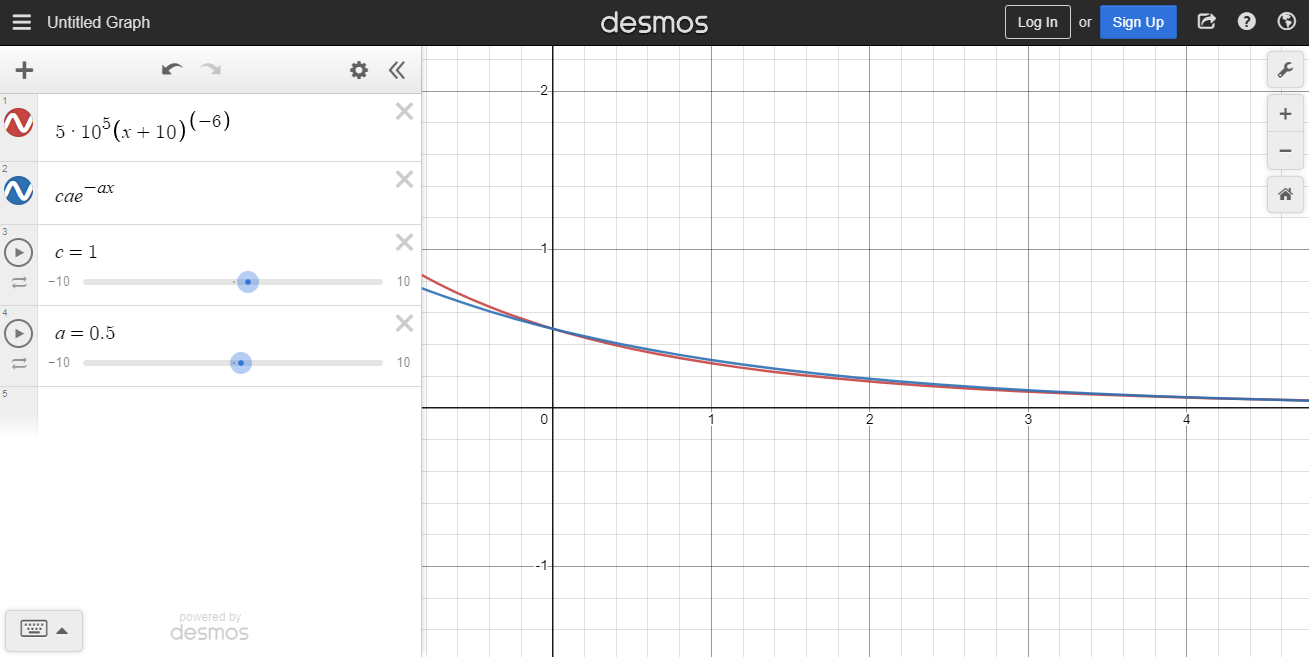 Untitled Graph
desmos
Log In or Sign Up
1
5 · 10^5(x + 10)^(−6)
2
cae^−ax
3
c = 1
−10 10
4
a = 0.5
−10 10
5
powered by
desmos
2
1
0 1 2 3 4
-1